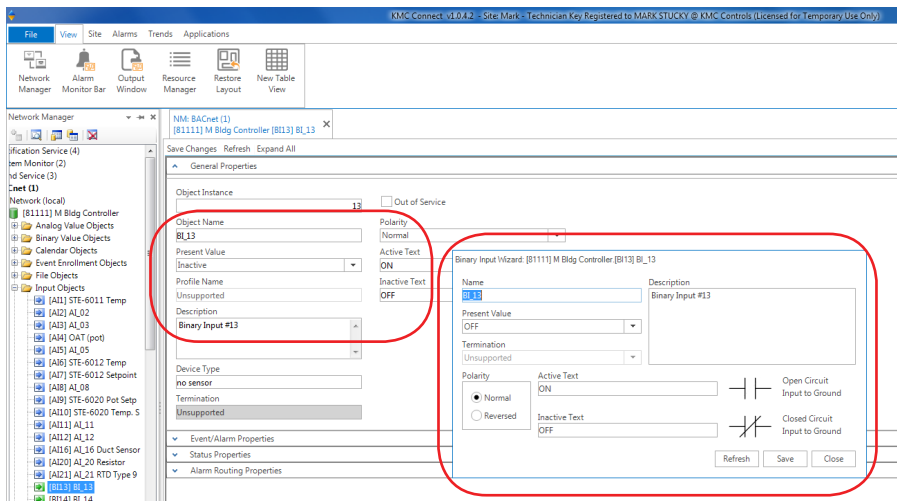 KMC Connect v1.0.4.2 - Site: Mark - Technician Key Registered to MARK STUCKY @ KMC Controls (Licensed for Temporary Use Only)
File View Site Alarms Trends Applications
Network Manager
Alarm Monitor Bar
Output Window
Resource Manager
Restore Layout
New Table View
Network Manager
ification Service (4)
tem Monitor (2)
nd Service (3)
Cnet (1)
Network (local)
[81111] M Bldg Controller
Analog Value Objects
Binary Value Objects
Calendar Objects
Event Enrollment Objects
File Objects
Input Objects
[AI1] STE-6011 Temp
[AI2] AI_02
[AI3] AI_03
[AI4] OAT (pot)
[AI5] AI_05
[AI6] STE-6012 Temp
[AI7] STE-6012 Setpoint
[AI8] AI_08
[AI9] STE-6020 Pot Setp
[AI10] STE-6020 Temp. S
[AI11] AI_11
[AI12] AI_12
[AI16] AI_16 Duct Sensor
[AI20] AI_20 Resistor
[AI21] AI_21 RTD Type 9
[BI13] BI_13
[BI14] BI_14
NM: BACnet (1)
[81111] M Bldg Controller [BI13] BI_13
Save Changes Refresh Expand All
General Properties
Object Instance
13
Out of Service
Object Name
BI_13
Polarity
Normal
Present Value
Inactive
Active Text
ON
Profile Name
Unsupported
Inactive Text
OFF
Description
Binary Input #13
Device Type
no sensor
Termination
Unsupported
Event/Alarm Properties
Status Properties
Alarm Routing Properties
Binary Input Wizard: [81111] M Bldg Controller.[BI13] BI_13
Name
BI_13
Description
Binary Input #13
Present Value
OFF
Termination
Unsupported
Polarity
Normal
Reversed
Active Text
ON
Open Circuit
Input to Ground
Inactive Text
OFF
Closed Circuit
Input to Ground
Refresh Save Close